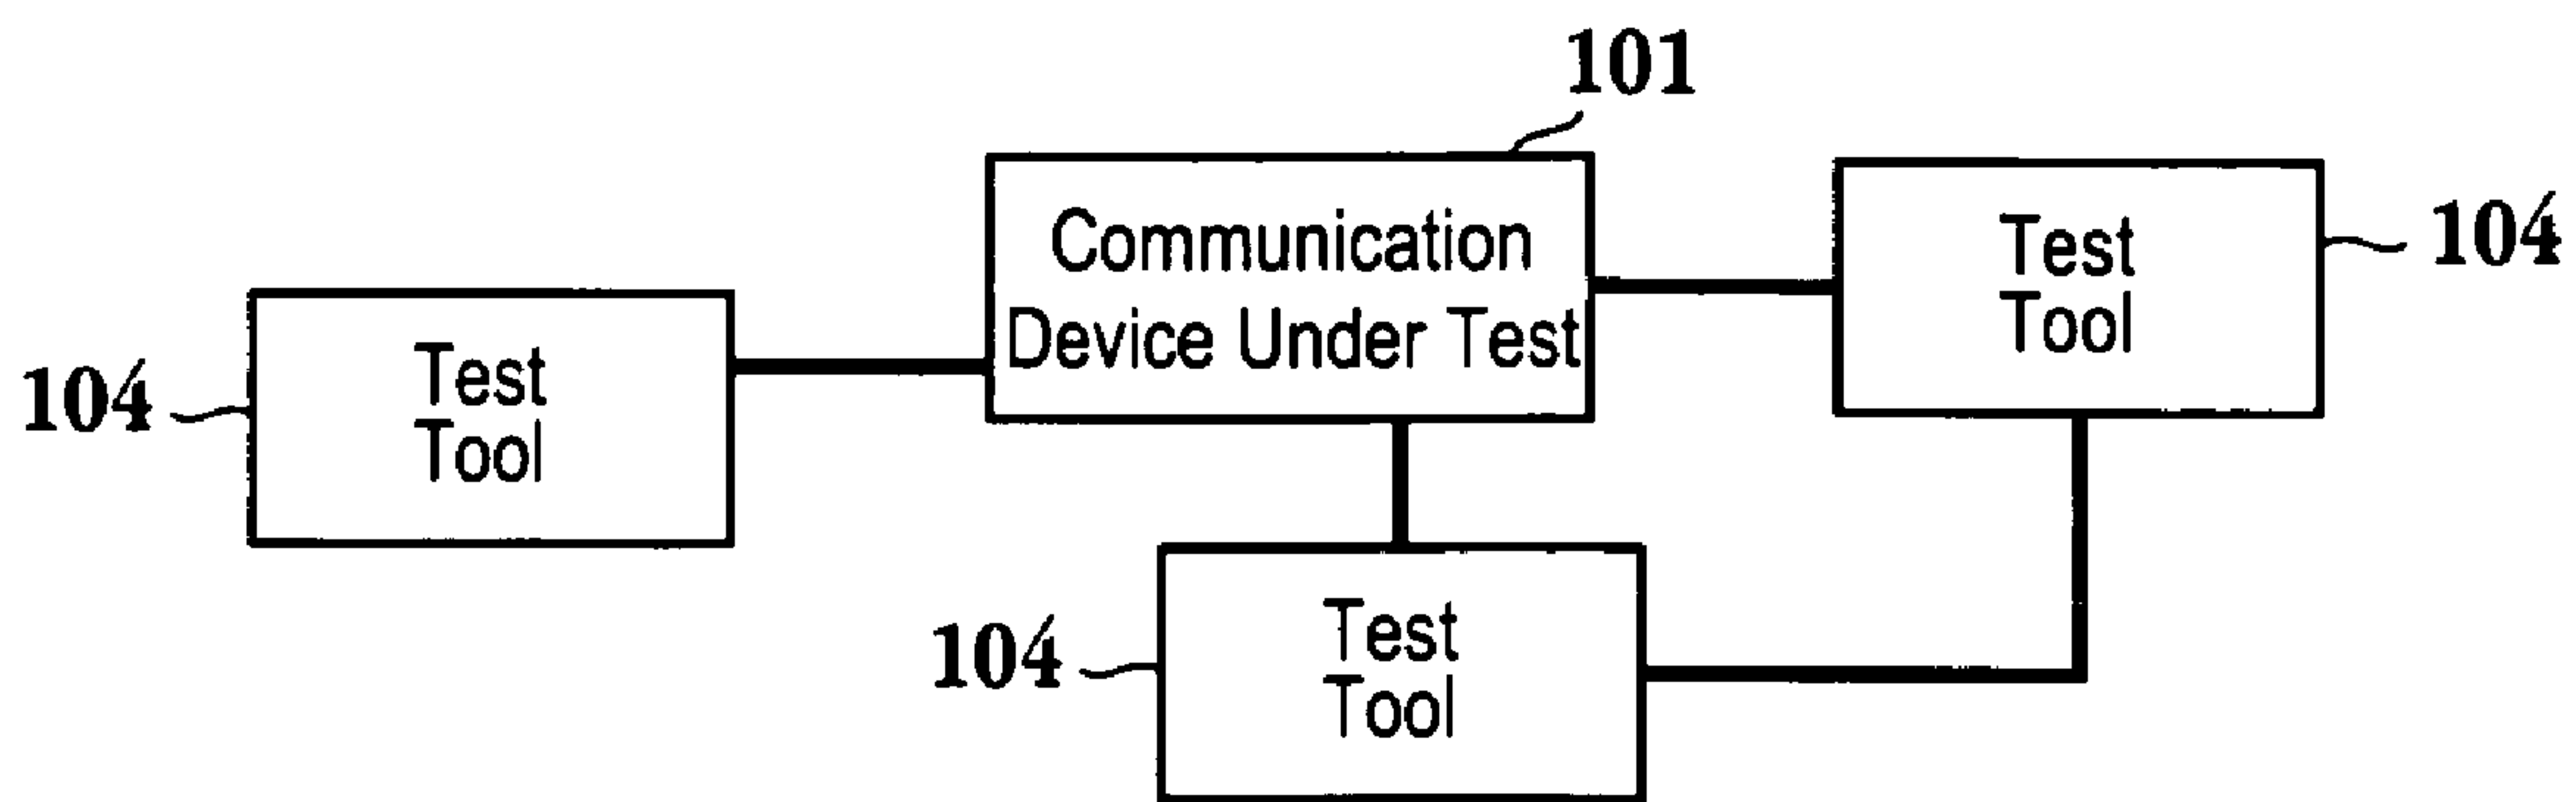 101
Communication
Device Under Test
Test
Tool
104
104
Test
Tool
104
Test
Tool